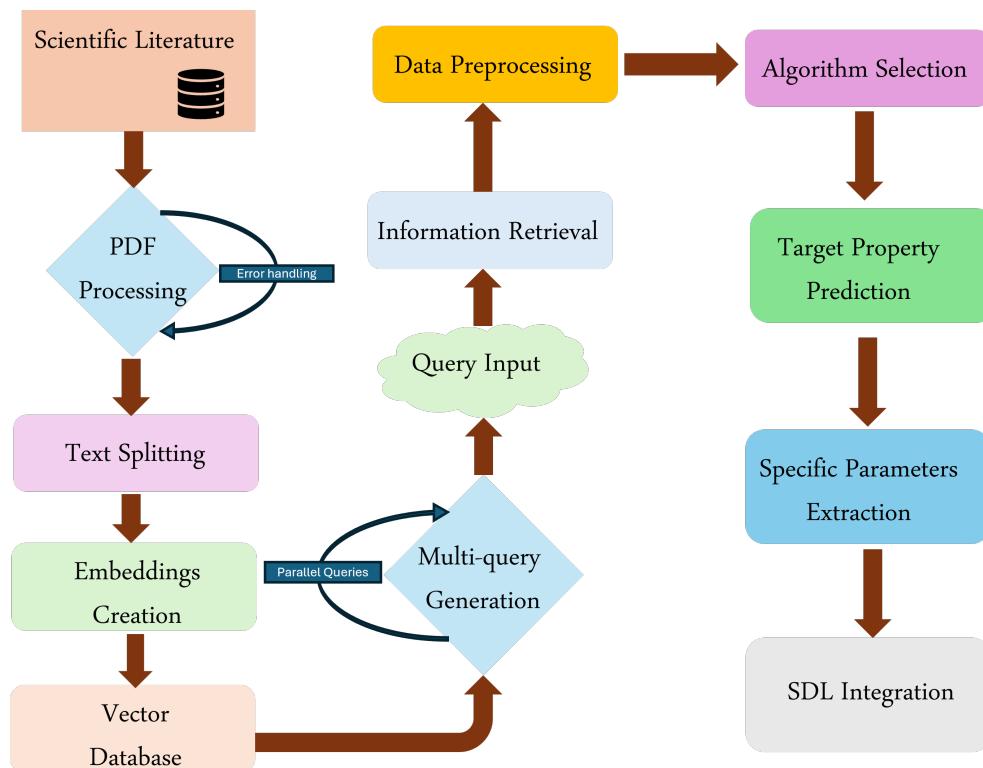 Scientific Literature
PDF
Processing
Error handling
Text Splitting
Embeddings
Creation
Vector
Database
Multi-query
Generation
Parallel Queries
Query Input
Information Retrieval
Data Preprocessing
Algorithm Selection
Target Property
Prediction
Specific Parameters
Extraction
SDL Integration